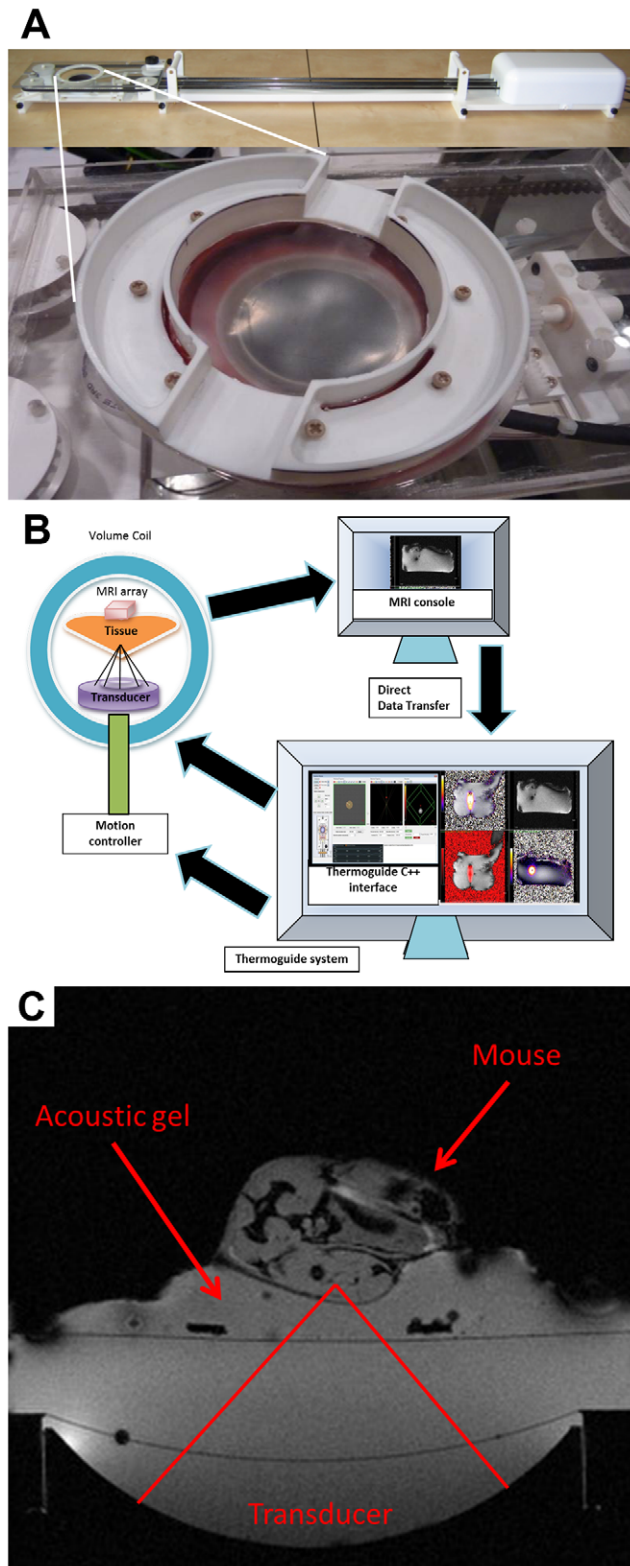 A
B
Volume Coil
MRI array
Tissue
Transducer
MRI console
Direct
Data Transfer
Motion
controller
Thermoguide C++
interface
Thermoguide system
C
Mouse
Acoustic gel
Transducer